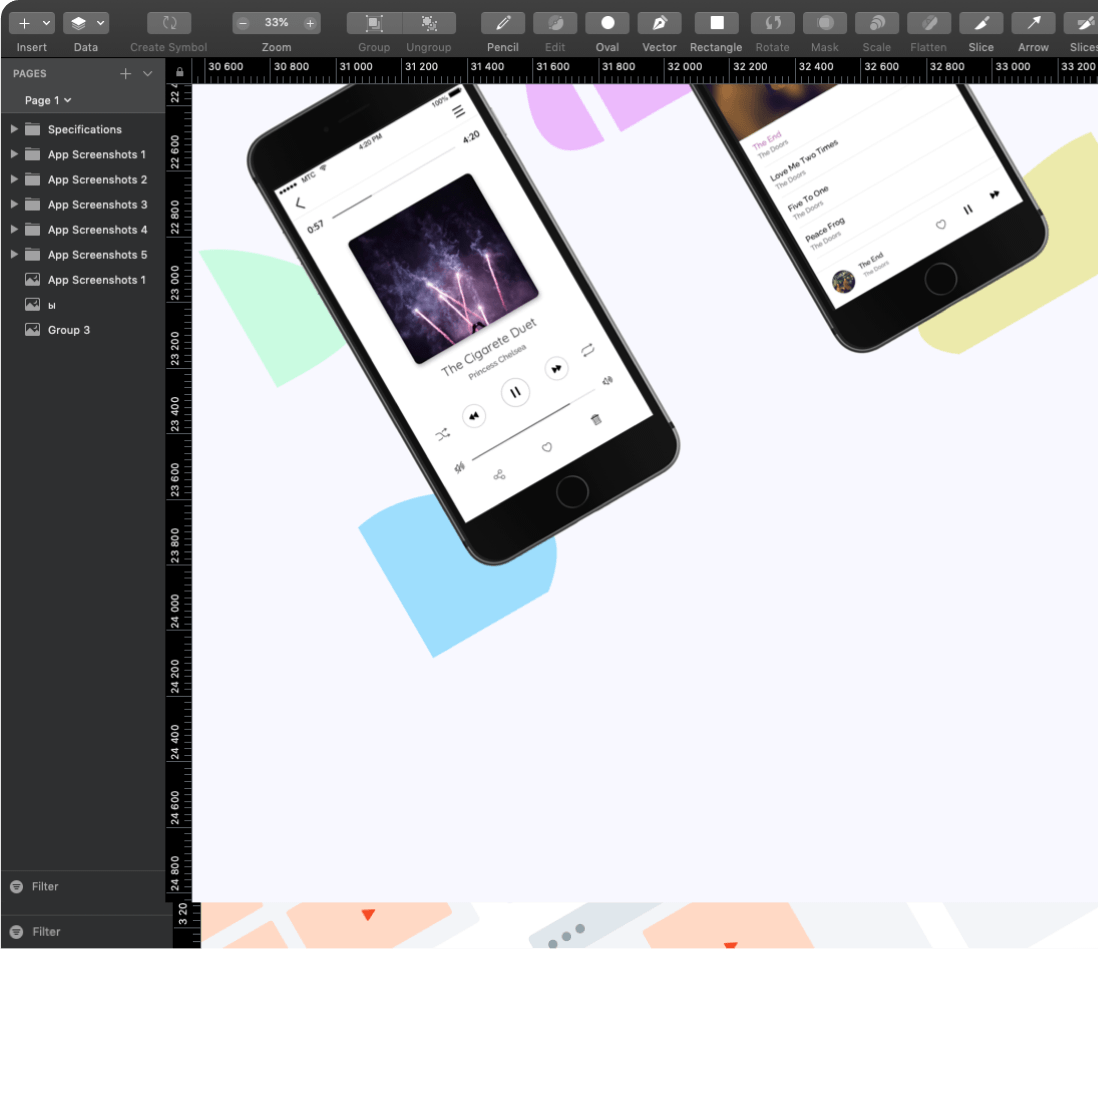 33%
Insert Data Create Symbol Zoom Group Ungroup Pencil Edit Oval Vector Rectangle Rotate Mask Scale Flatten Slice Arrow Slices
PAGES
30 600 30 800 31 000 31 200 31 400 31 600 31 800 32 000 32 200 32 400 32 600 32 800 33 000 33 200
Page 1
Specifications
App Screenshots 1
App Screenshots 2
App Screenshots 3
App Screenshots 4
App Screenshots 5
App Screenshots 1
ы
Group 3
22 600
22 800
23 000
23 200
23 400
23 600
23 800
24 000
24 200
24 400
24 600
24 800
MTC
4:20 PM
100%
0:57
4:20
The Cigarete Duet
Princess Chelsea
The End
The Doors
Love Me Two Times
The Doors
Five To One
The Doors
Peace Frog
The Doors
The End
The Doors
Filter
Filter
3 20